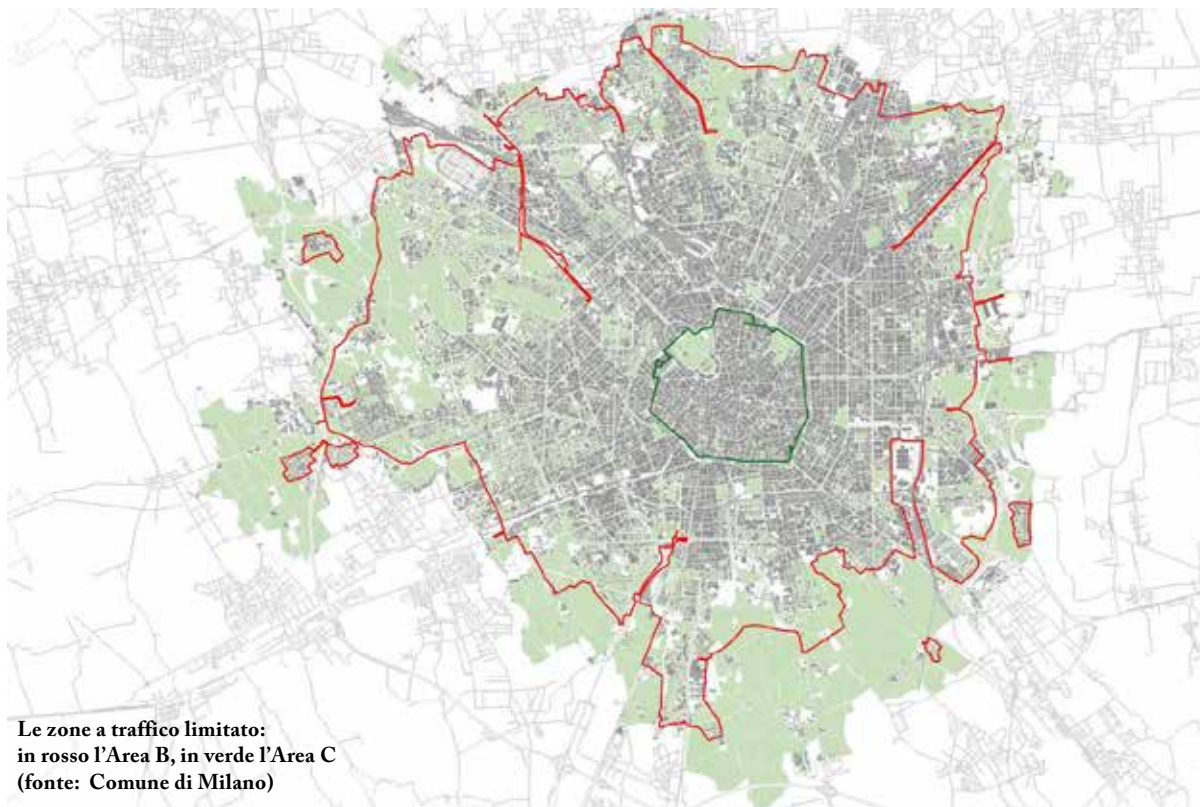 Le zone a traffico limitato:
in rosso l’Area B, in verde l’Area C
(fonte: Comune di Milano)